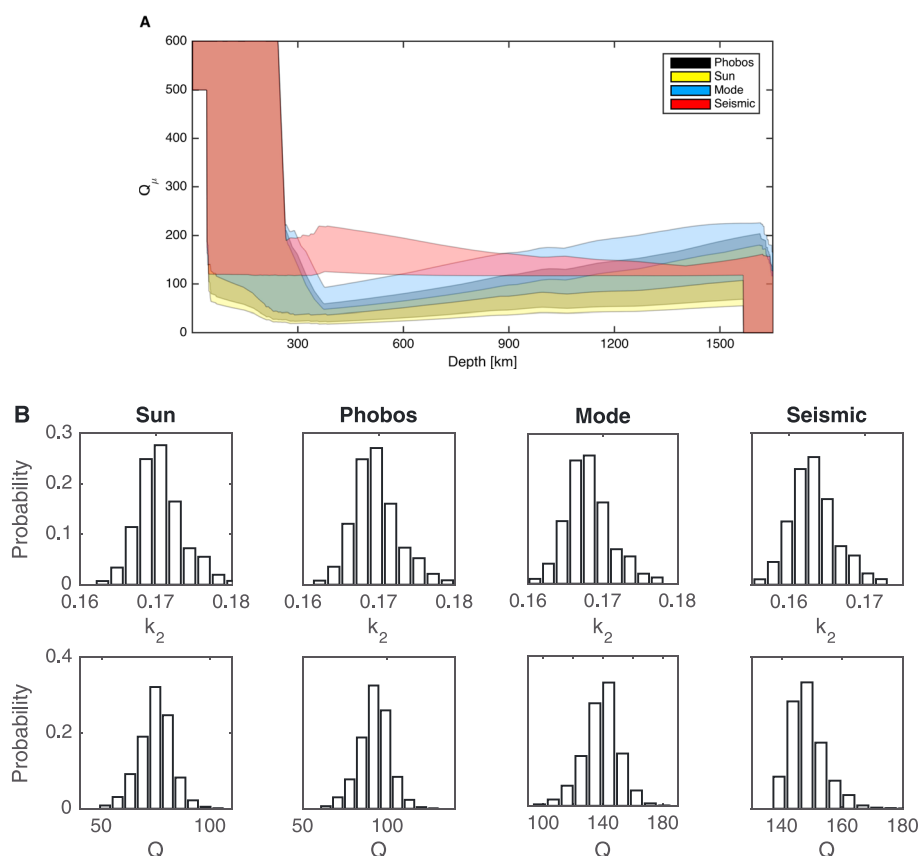 A
600
500
400
300
200
100
0
Q μ
300 600 900 1200 1500
Depth [km]
Phobos
Sun
Mode
Seismic
B
Sun Phobos Mode Seismic
0.3
0.2
0.1
0
Probability
0.16 0.17 0.18 0.16 0.17 0.18 0.16 0.17 0.18 0.16 0.17
k2 k2 k2 k2
0.4
0.2
0
Probability
50 100 50 100 100 140 180 140 160 180
Q Q Q Q